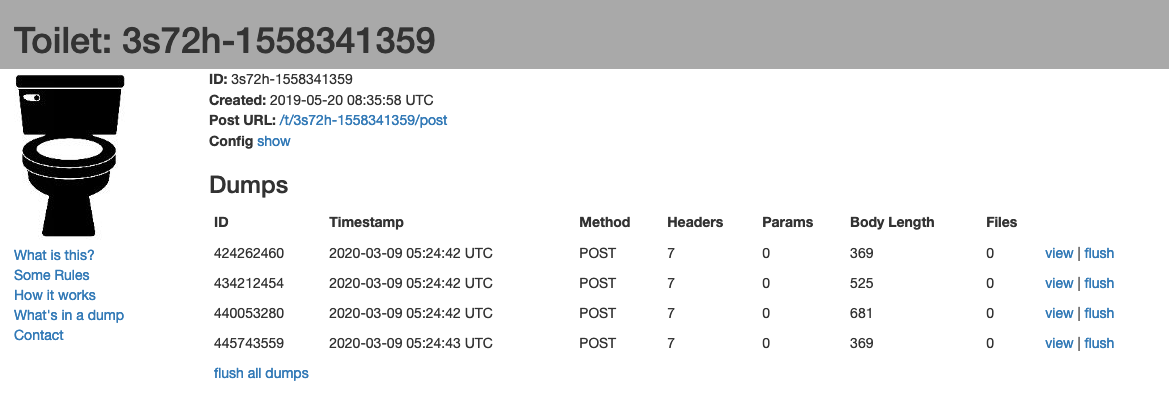 Toilet: 3s72h-1558341359
ID: 3s72h-1558341359
Created: 2019-05-20 08:35:58 UTC
Post URL: /t/3s72h-1558341359/post
Config show
Dumps
ID Timestamp Method Headers Params Body Length Files
424262460 2020-03-09 05:24:42 UTC POST 7 0 369 0 view | flush
434212454 2020-03-09 05:24:42 UTC POST 7 0 525 0 view | flush
440053280 2020-03-09 05:24:42 UTC POST 7 0 681 0 view | flush
445743559 2020-03-09 05:24:43 UTC POST 7 0 369 0 view | flush
flush all dumps
What is this?
Some Rules
How it works
What's in a dump
Contact